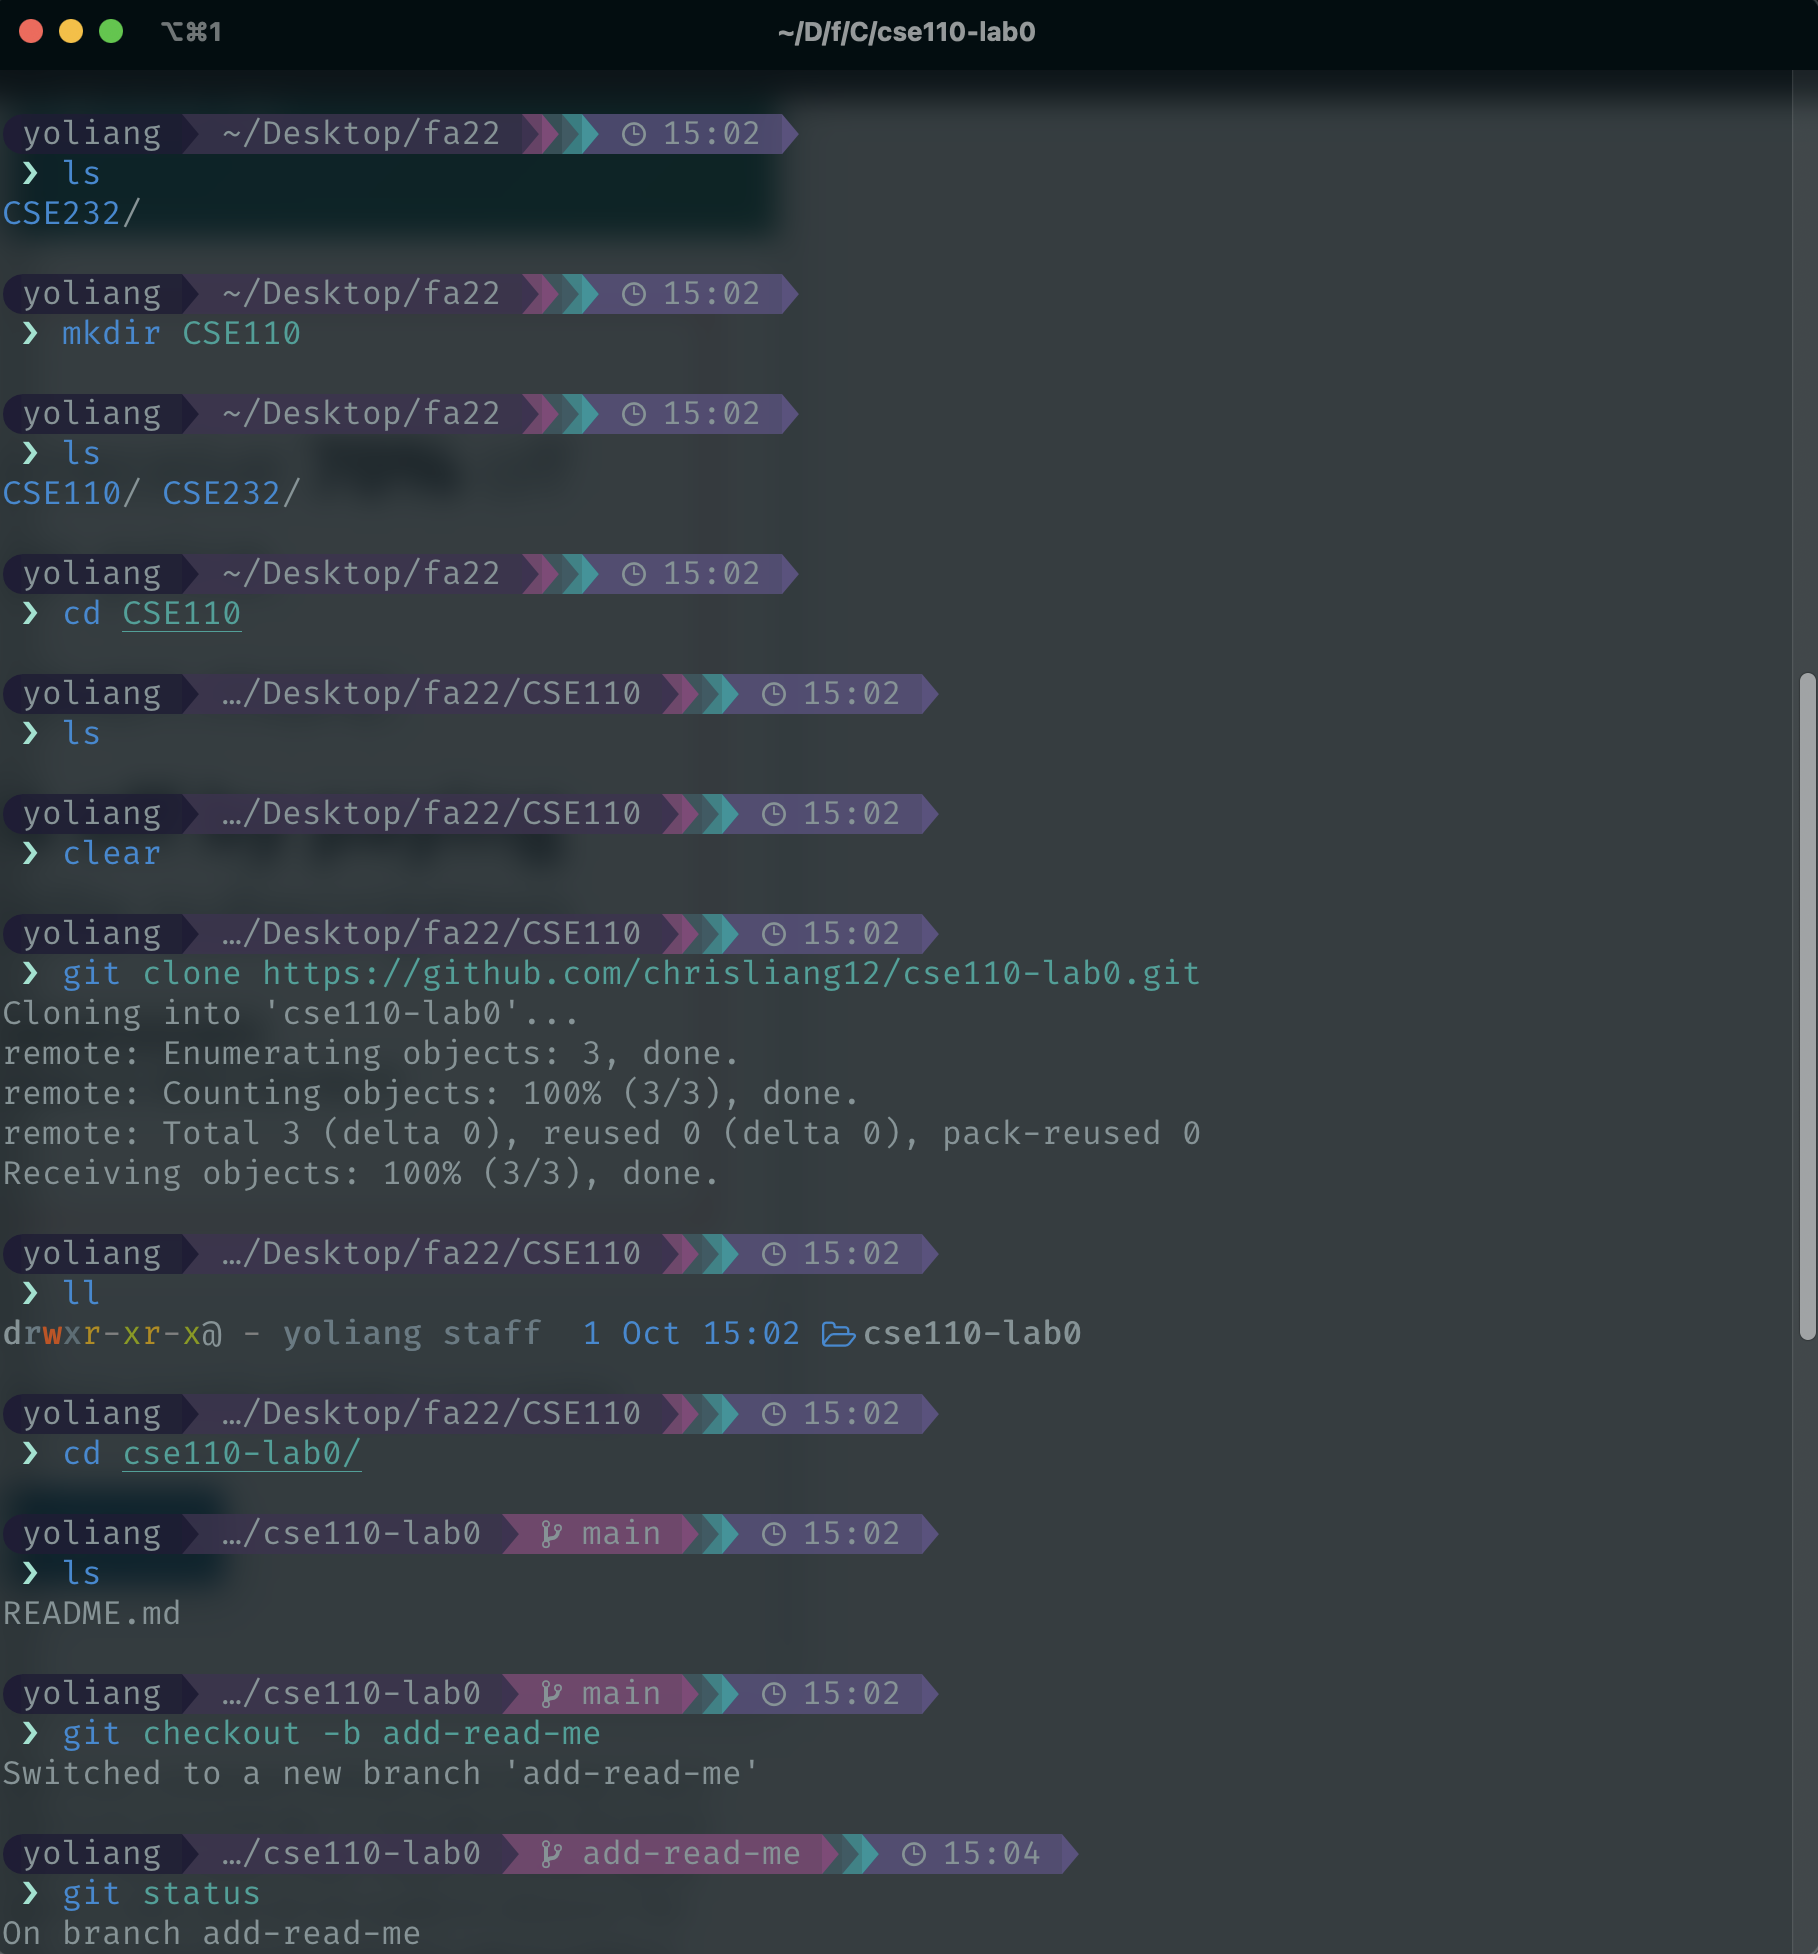 ⌥⌘1 ~/D/f/C/cse110-lab0
yoliang ~/Desktop/fa22 15:02
❯ ls
CSE232/
yoliang ~/Desktop/fa22 15:02
❯ mkdir CSE110
yoliang ~/Desktop/fa22 15:02
❯ ls
CSE110/ CSE232/
yoliang ~/Desktop/fa22 15:02
❯ cd CSE110
yoliang …/Desktop/fa22/CSE110 15:02
❯ ls
yoliang …/Desktop/fa22/CSE110 15:02
❯ clear
yoliang …/Desktop/fa22/CSE110 15:02
❯ git clone https://github.com/chrisliang12/cse110-lab0.git
Cloning into 'cse110-lab0'...
remote: Enumerating objects: 3, done.
remote: Counting objects: 100% (3/3), done.
remote: Total 3 (delta 0), reused 0 (delta 0), pack-reused 0
Receiving objects: 100% (3/3), done.
yoliang …/Desktop/fa22/CSE110 15:02
❯ ll
drwxr-xr-x@ - yoliang staff  1 Oct 15:02 cse110-lab0
yoliang …/Desktop/fa22/CSE110 15:02
❯ cd cse110-lab0/
yoliang …/cse110-lab0 main 15:02
❯ ls
README.md
yoliang …/cse110-lab0 main 15:02
❯ git checkout -b add-read-me
Switched to a new branch 'add-read-me'
yoliang …/cse110-lab0 add-read-me 15:04
❯ git status
On branch add-read-me